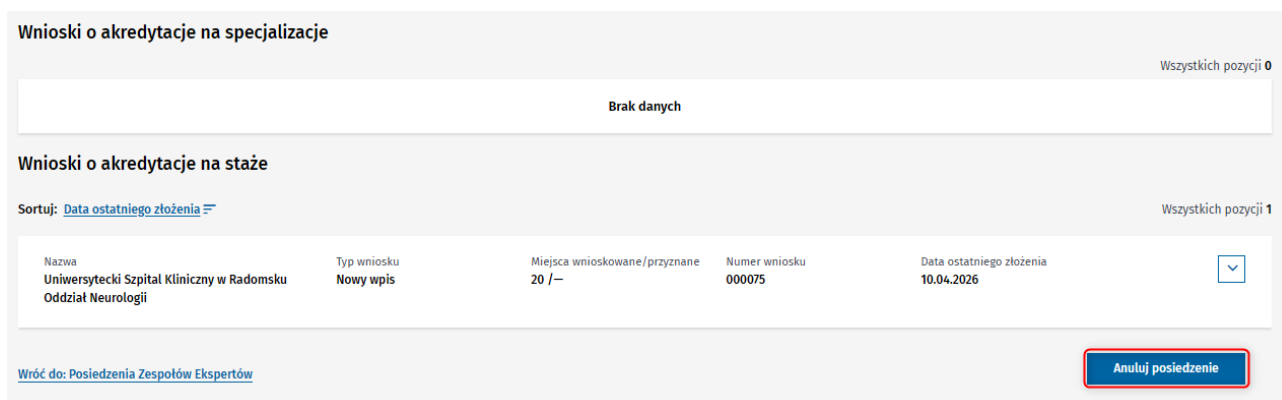 Wnioski o akredytacje na specjalizacje
Wszystkich pozycji 0
Brak danych
Wnioski o akredytacje na staże
Sortuj: Data ostatniego złożenia
Wszystkich pozycji 1
Nazwa Typ wniosku Miejsca wnioskowane/przyznane Numer wniosku Data ostatniego złożenia
Uniwersytecki Szpital Kliniczny w Radomsku Nowy wpis 20 /— 000075 10.04.2026
Oddział Neurologii
Anuluj posiedzenie
Wróć do: Posiedzenia Zespołów Ekspertów